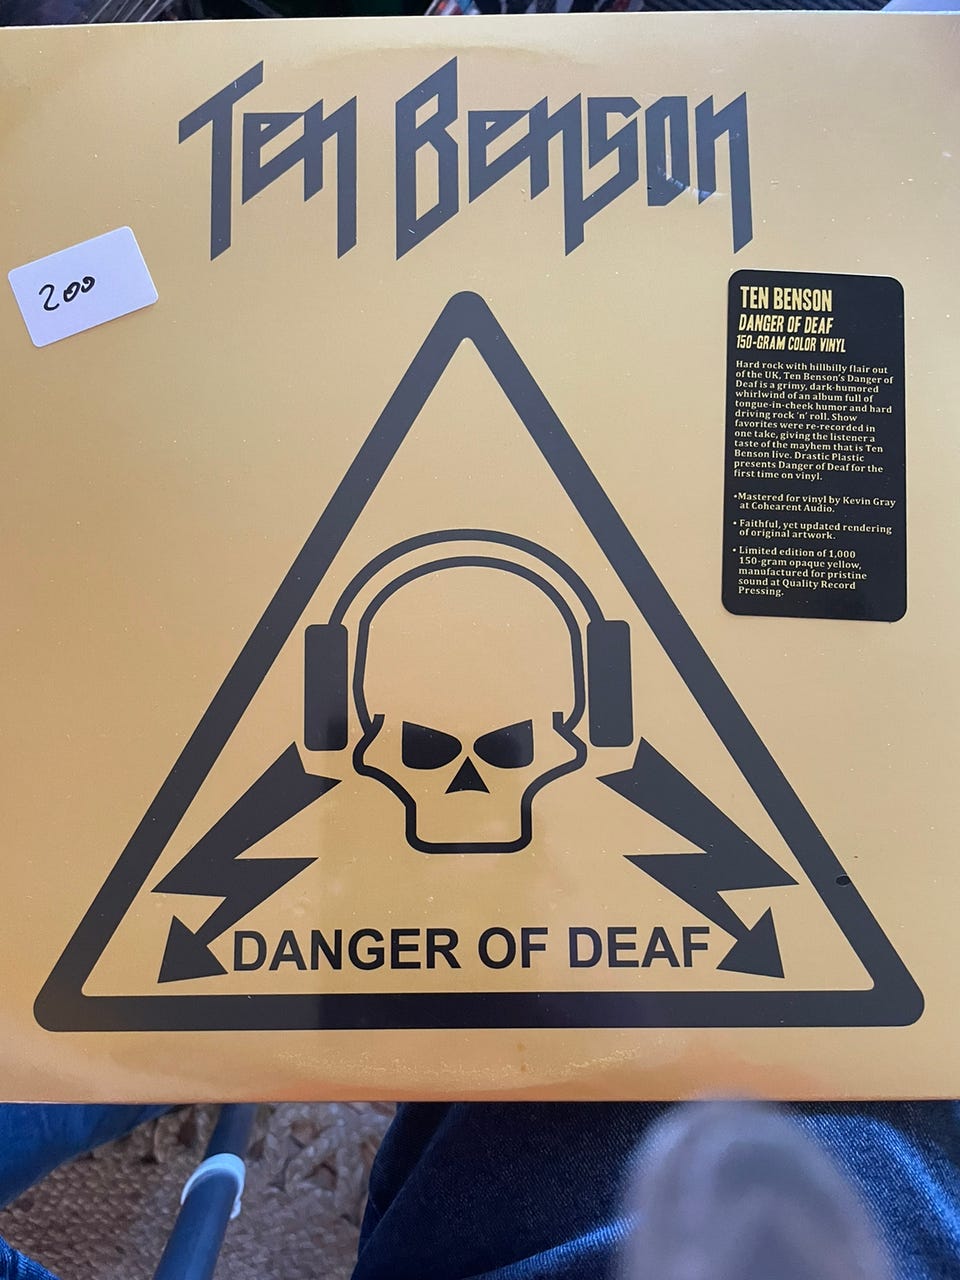 Ten Benson
200
TEN BENSON
DANGER OF DEAF
150-GRAM COLOR VINYL
Hard rock with hillbilly flair out
of the UK, Ten Benson's Danger of
Deaf is a grimy, dark-humored
whirlwind of an album full of
tongue-in-cheek humor and hard
driving rock 'n' roll. Show
favorites were re-recorded in
one take, giving the listener a
taste of the mayhem that is Ten
Benson live. Drastic Plastic
presents Danger of Deaf for the
first time on vinyl.
•Mastered for vinyl by Kevin Gray
at Cohearent Audio.
• Faithful, yet updated rendering
of original artwork.
• Limited edition of 1,000
150-gram opaque yellow,
manufactured for pristine
sound at Quality Record
Pressing.
DANGER OF DEAF